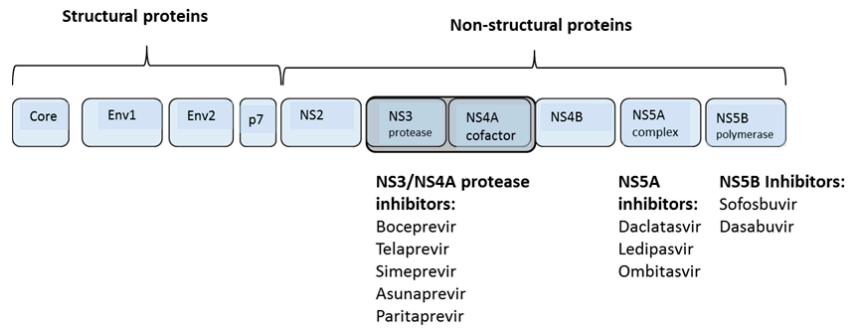 Structural proteins
Non-structural proteins
Core
Env1
Env2
p7
NS2
NS3
protease
NS4A
cofactor
NS4B
NS5A
complex
NS5B
polymerase
NS3/NS4A protease
inhibitors:
Boceprevir
Telaprevir
Simeprevir
Asunaprevir
Paritaprevir
NS5A
inhibitors:
Daclatasvir
Ledipasvir
Ombitasvir
NS5B Inhibitors:
Sofosbuvir
Dasabuvir